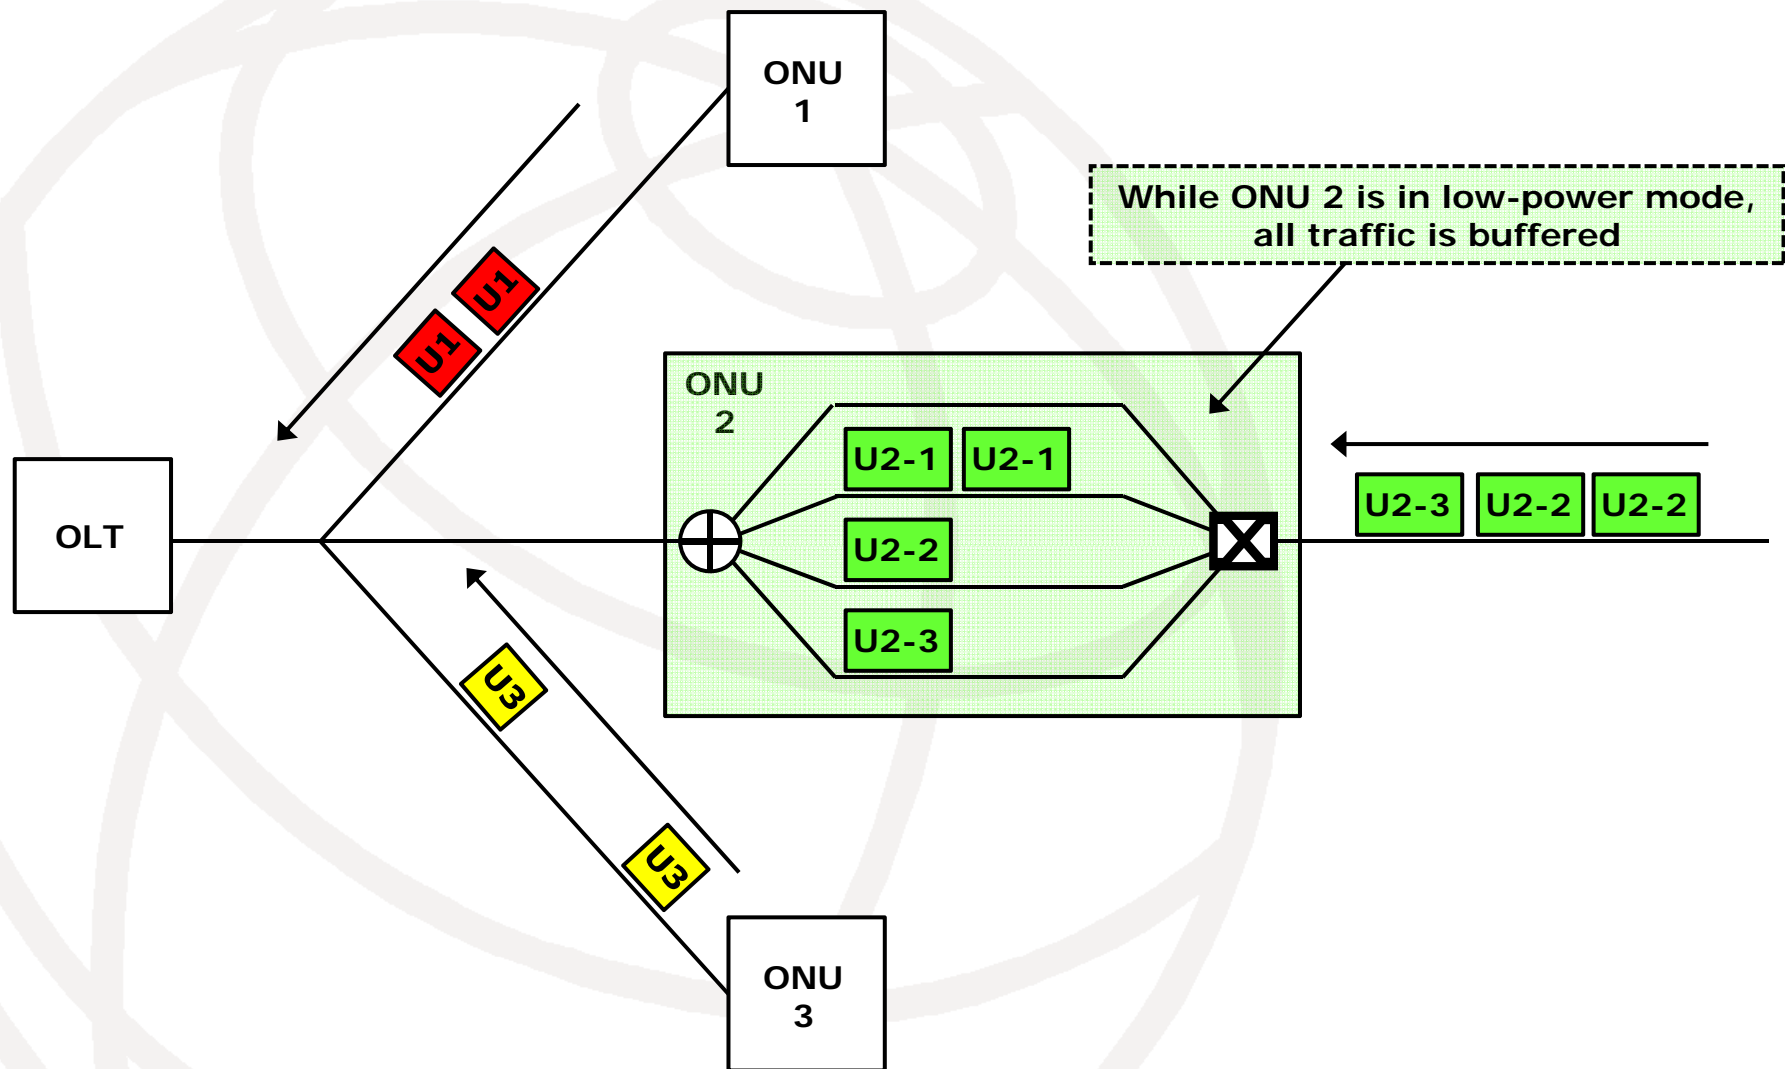 ONU
1
While ONU 2 is in low-power mode,
all traffic is buffered
U1
U1
ONU
2
U2-1 U2-1
U2-3 U2-2 U2-2
OLT
U2-2
U2-3
U3
U3
ONU
3